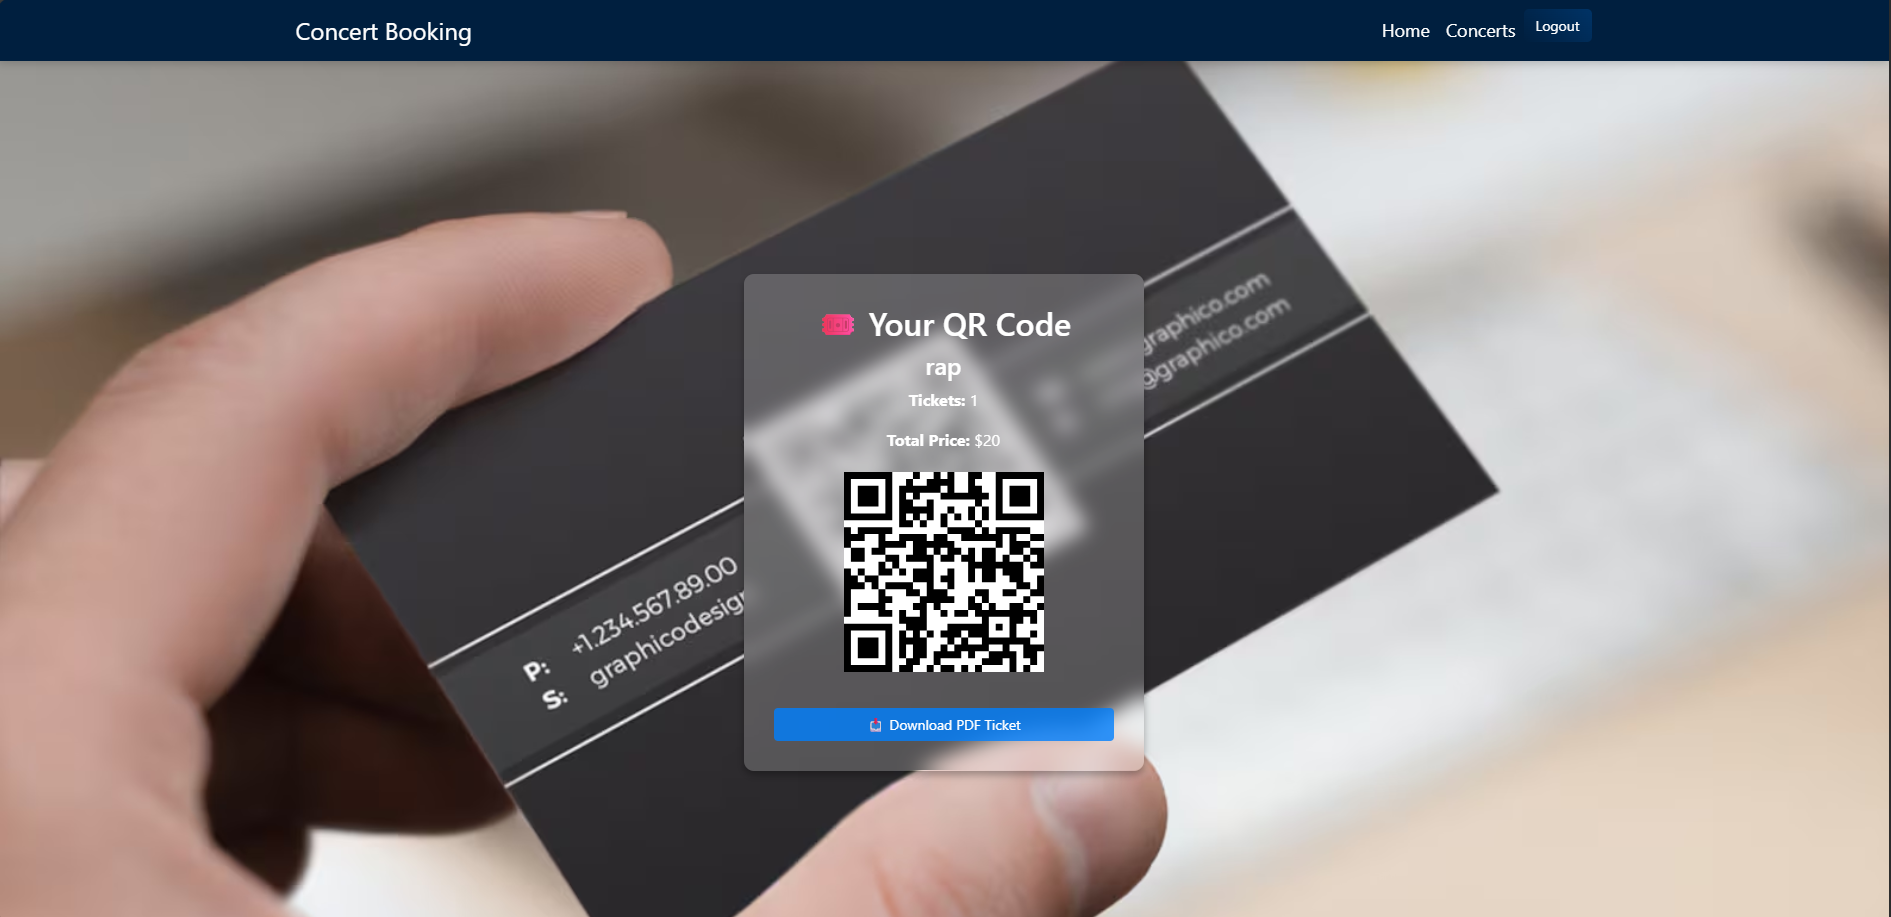 Concert Booking
Home Concerts Logout
Your QR Code
rap
Tickets: 1
Total Price: $20
Download PDF Ticket
graphico.com
@graphico.com
P: +1.234.567.89.00
S: graphicodesign